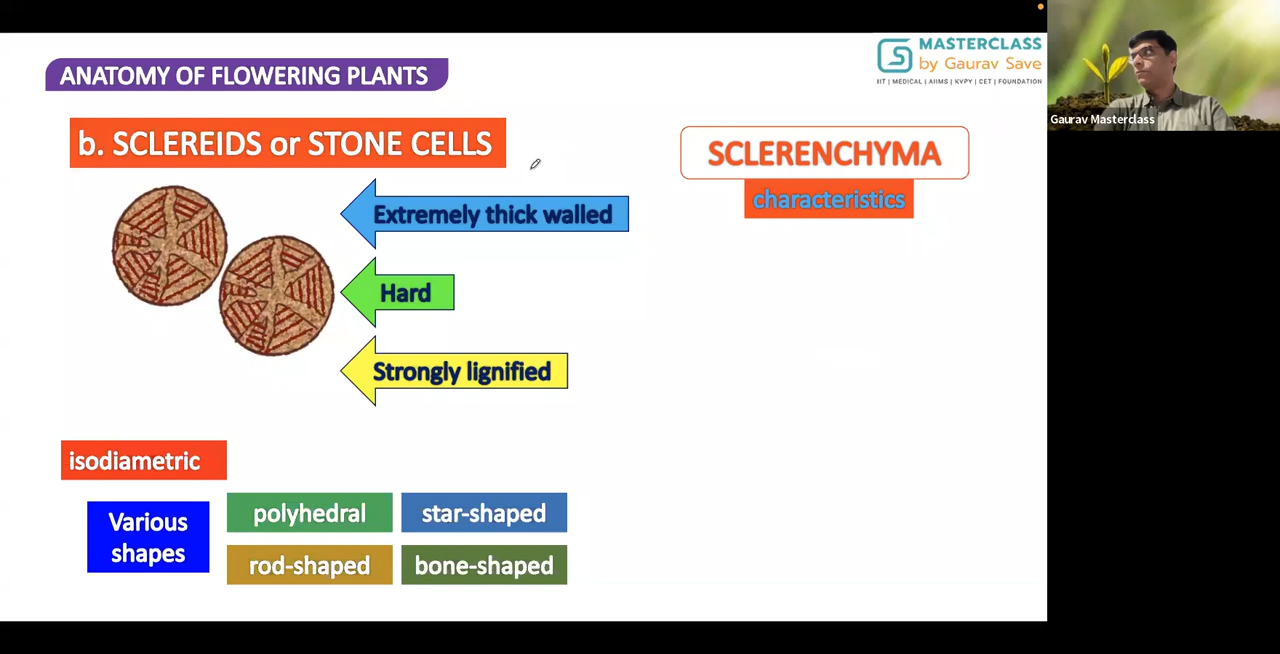 ANATOMY OF FLOWERING PLANTS
MASTERCLASS
by Gaurav Save
IIT | MEDICAL | AIIMS | KVPY | CET | FOUNDATION
Gaurav Masterclass
b. SCLEREIDS or STONE CELLS
SCLERENCHYMA
characteristics
Extremely thick walled
Hard
Strongly lignified
isodiametric
Various
shapes
polyhedral
star-shaped
rod-shaped
bone-shaped